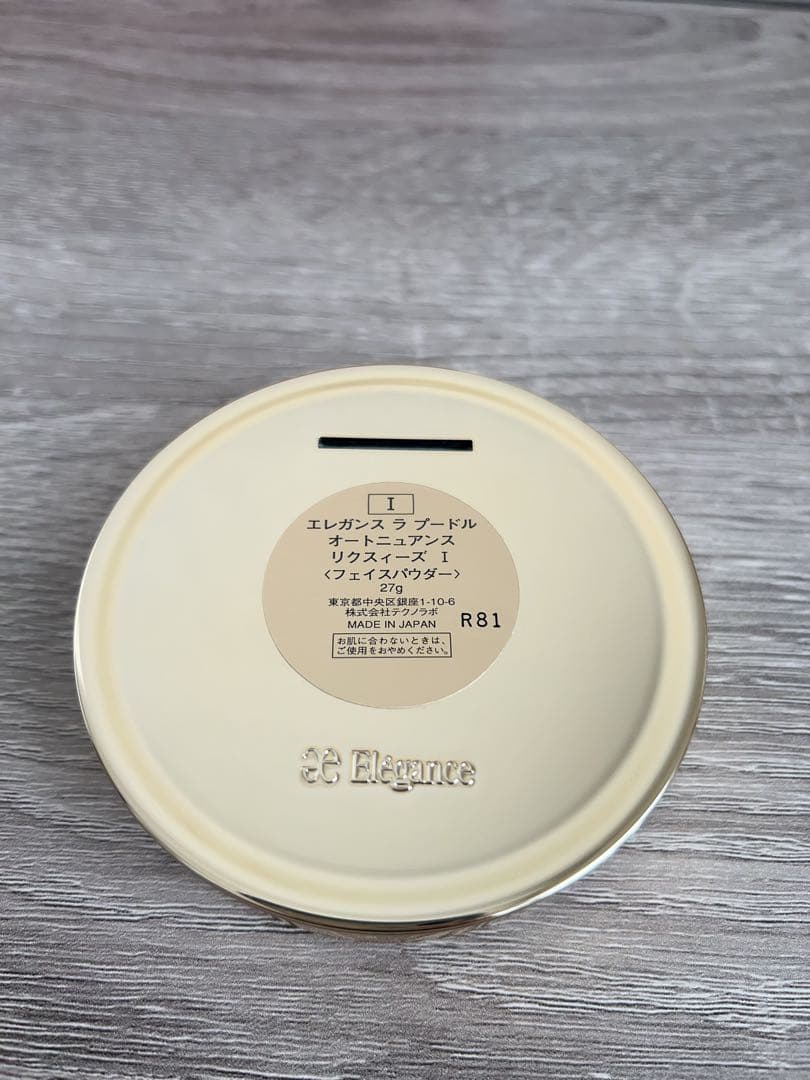 I
エレガンス ラ プードル
オートニュアンス
リクスィーズ I
〈フェイスパウダー〉
27g
東京都中央区銀座1-10-6
株式会社テクノラボ
MADE IN JAPAN
R81
お肌に合わないときは、
ご使用をおやめください。
Elégance